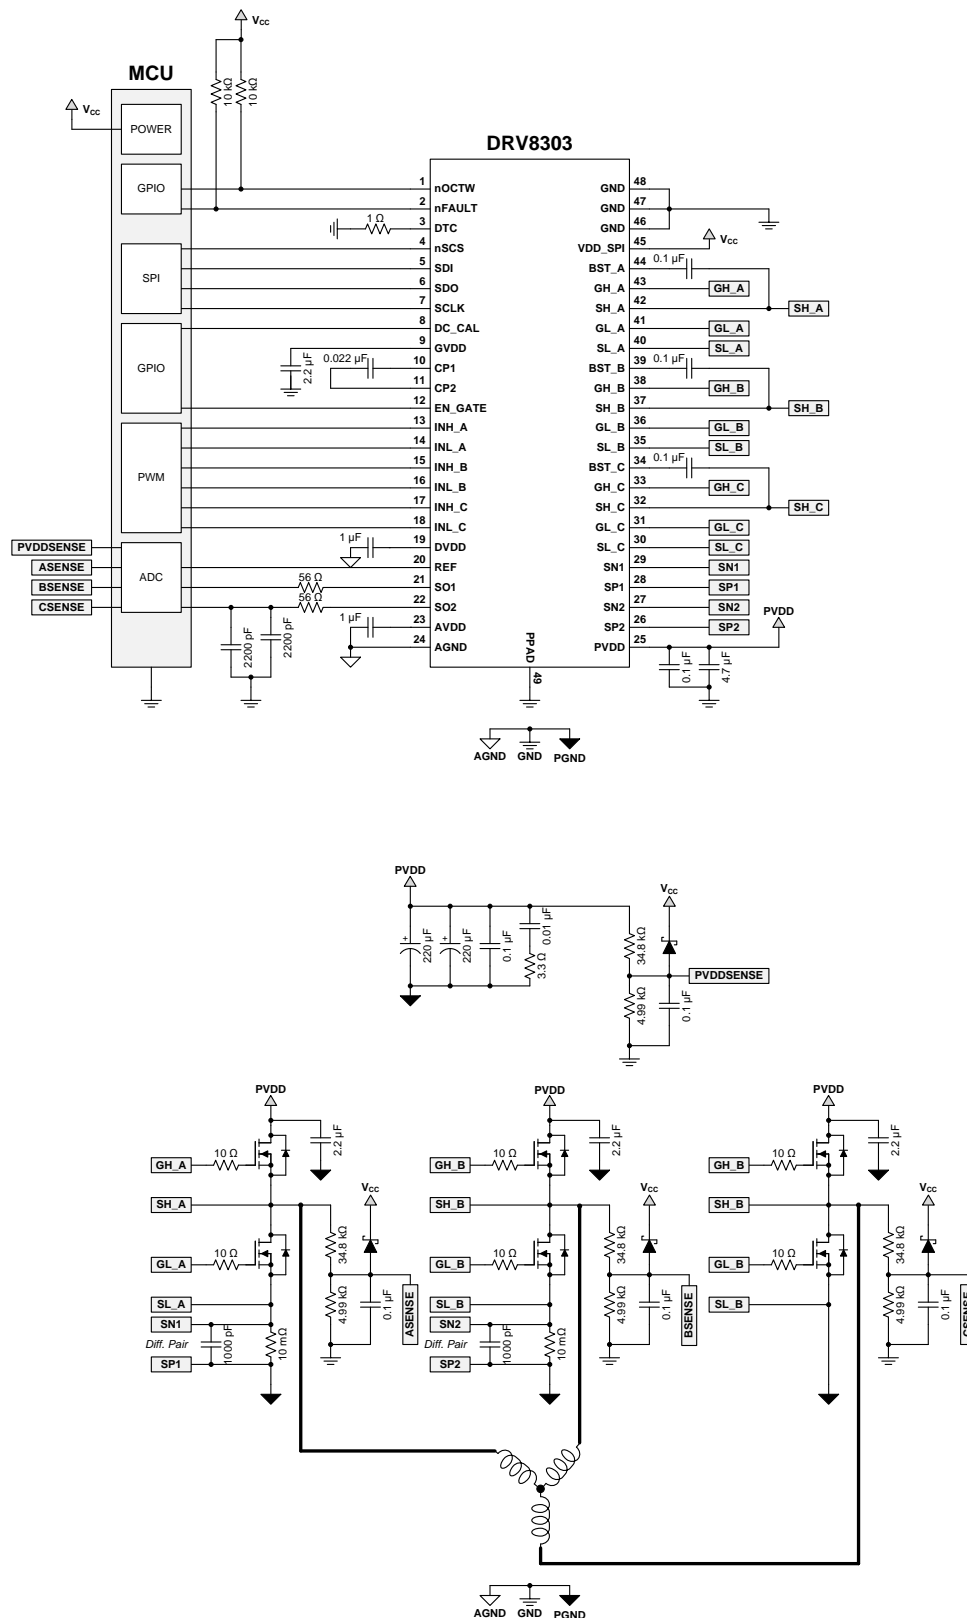 Vcc
MCU
10 kΩ
10 kΩ
Vcc
POWER
DRV8303
GPIO
1 nOCTW
GND 48
2 nFAULT
GND 47
1 Ω
3 DTC
GND 46
4 nSCS
VDD_SPI 45
Vcc
SPI
5 SDI
BST_A 44
0.1 µF
6 SDO
GH_A 43
GH_A
7 SCLK
SH_A 42
SH_A
8 DC_CAL
GL_A 41
GL_A
GPIO
2.2 µF
9 GVDD
SL_A 40
SL_A
0.022 µF
10 CP1
BST_B 39
0.1 µF
11 CP2
GH_B 38
GH_B
12 EN_GATE
SH_B 37
SH_B
13 INH_A
GL_B 36
GL_B
14 INL_A
SL_B 35
SL_B
PWM
15 INH_B
BST_C 34
0.1 µF
16 INL_B
GH_C 33
GH_C
17 INH_C
SH_C 32
SH_C
18 INL_C
GL_C 31
GL_C
PVDDSENSE
1 µF
19 DVDD
SL_C 30
SL_C
ASENSE
ADC
20 REF
SN1 29
SN1
BSENSE
56 Ω
21 SO1
SP1 28
SP1
CSENSE
56 Ω
22 SO2
SN2 27
SN2
1 µF
23 AVDD
SP2 26
SP2
PVDD
2200 pF
2200 pF
24 AGND
PPAD
49
PVDD 25
0.1 µF
4.7 µF
AGND GND PGND
PVDD
Vcc
220 µF
220 µF
0.1 µF
0.01 µF
3.3 Ω
34.8 kΩ
PVDDSENSE
4.99 kΩ
0.1 µF
PVDD
PVDD
PVDD
GH_A
10 Ω
2.2 µF
GH_B
10 Ω
2.2 µF
GH_B
10 Ω
2.2 µF
SH_A
Vcc
SH_B
Vcc
SH_B
Vcc
GL_A
10 Ω
34.8 kΩ
GL_B
10 Ω
34.8 kΩ
GL_B
10 Ω
34.8 kΩ
SL_A
4.99 kΩ
0.1 µF
ASENSE
SL_B
4.99 kΩ
0.1 µF
BSENSE
SL_B
4.99 kΩ
0.1 µF
CSENSE
SN1
SN2
Diff. Pair
1000 pF
10 mΩ
Diff. Pair
1000 pF
10 mΩ
SP1
SP2
AGND GND PGND